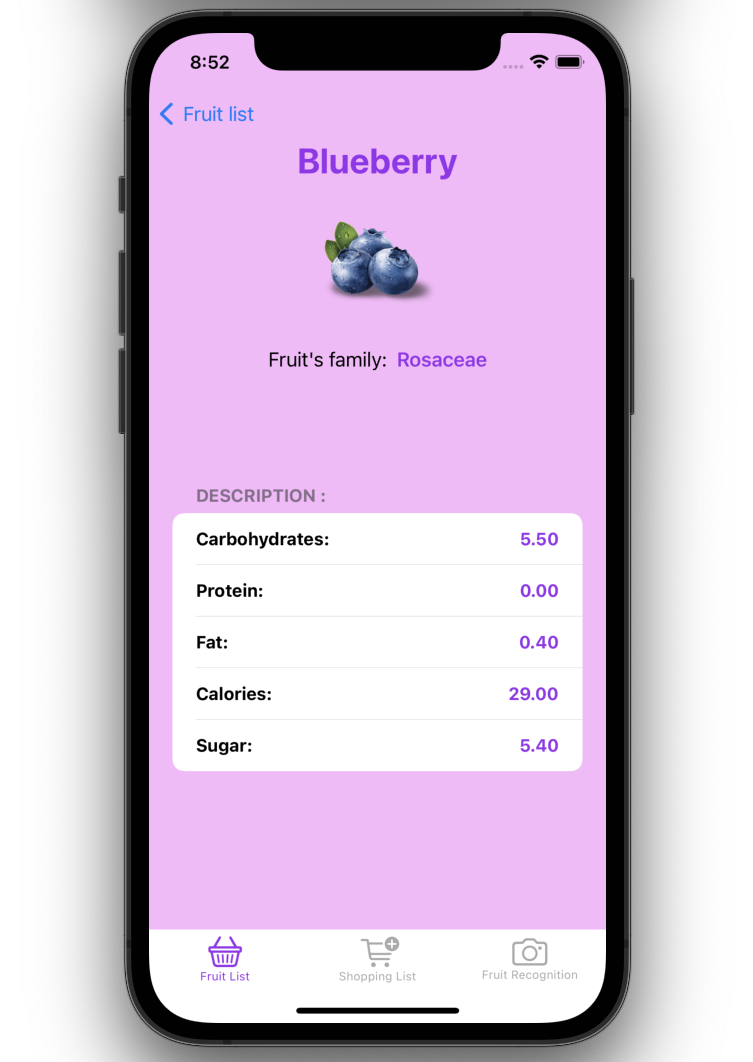 8:52
Fruit list
Blueberry
Fruit's family: Rosaceae
DESCRIPTION :
Carbohydrates: 5.50
Protein: 0.00
Fat: 0.40
Calories: 29.00
Sugar: 5.40
Fruit List Shopping List Fruit Recognition